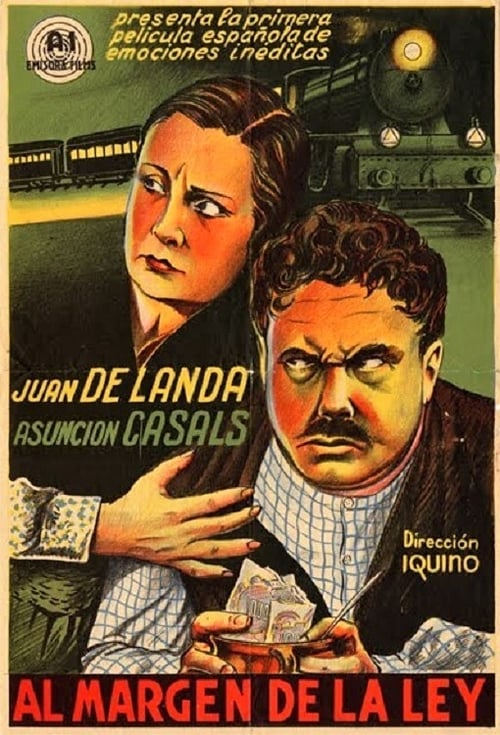 AI
EMISORA FILMS
presenta la primera
película española de
emociones inéditas
JUAN DE LANDA
ASUNCION CASALS
Dirección
IQUINO
AL MARGEN DE LA LEY